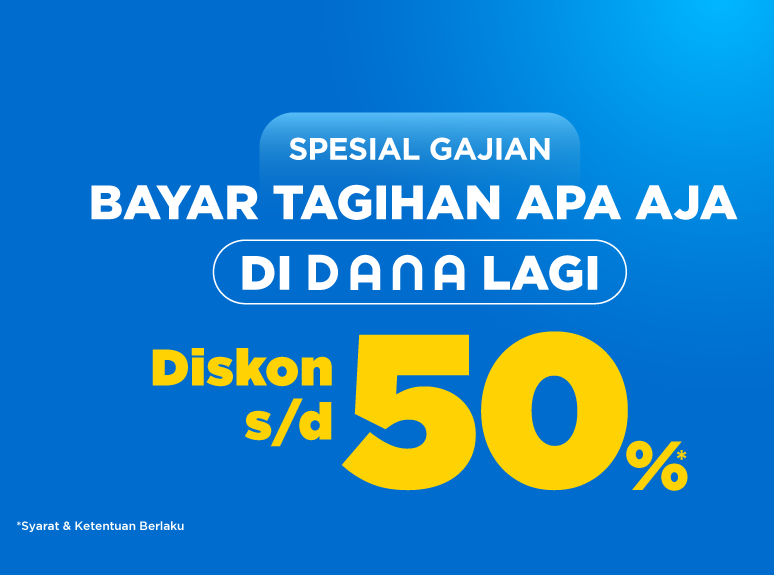 SPESIAL GAJIAN
BAYAR TAGIHAN APA AJA
DI DANA LAGI
Diskon
s/d
50%*
*Syarat & Ketentuan Berlaku